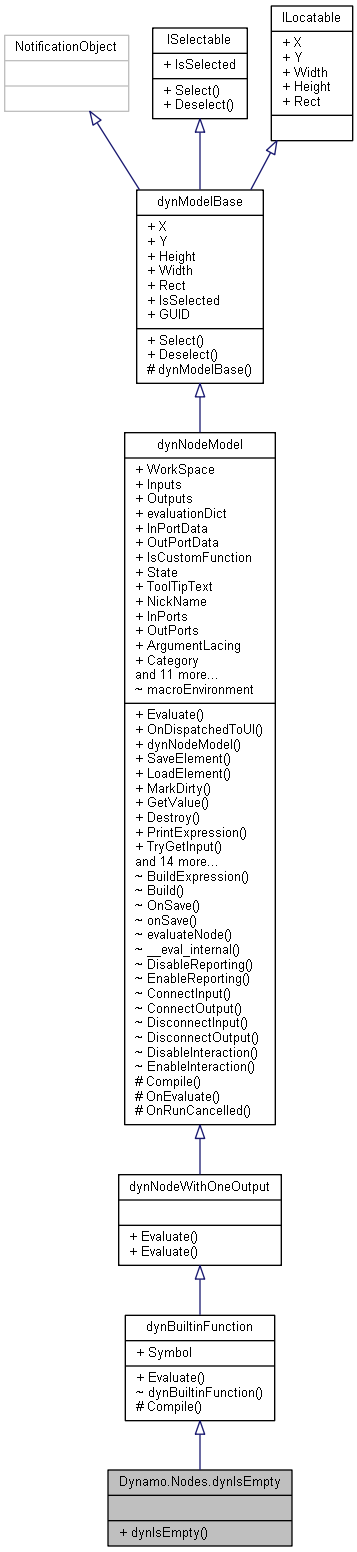 NotificationObject
ISelectable
+ IsSelected
+ Select()
+ Deselect()
ILocatable
+ X
+ Y
+ Width
+ Height
+ Rect
dynModelBase
+ X
+ Y
+ Height
+ Width
+ Rect
+ IsSelected
+ GUID
+ Select()
+ Deselect()
# dynModelBase()
dynNodeModel
+ WorkSpace
+ Inputs
+ Outputs
+ evaluationDict
+ InPortData
+ OutPortData
+ IsCustomFunction
+ State
+ ToolTipText
+ NickName
+ InPorts
+ OutPorts
+ ArgumentLacing
+ Category
and 11 more...
~ macroEnvironment
+ Evaluate()
+ OnDispatchedToUI()
+ dynNodeModel()
+ SaveElement()
+ LoadElement()
+ MarkDirty()
+ GetValue()
+ Destroy()
+ PrintExpression()
+ TryGetInput()
and 14 more...
~ BuildExpression()
~ Build()
~ OnSave()
~ onSave()
~ evaluateNode()
~ __eval_internal()
~ DisableReporting()
~ EnableReporting()
~ ConnectInput()
~ ConnectOutput()
~ DisconnectInput()
~ DisconnectOutput()
~ DisableInteraction()
~ EnableInteraction()
# Compile()
# OnEvaluate()
# OnRunCancelled()
dynNodeWithOneOutput
+ Evaluate()
+ Evaluate()
dynBuiltinFunction
+ Symbol
+ Evaluate()
~ dynBuiltinFunction()
# Compile()
Dynamo.Nodes.dynIsEmpty
+ dynIsEmpty()